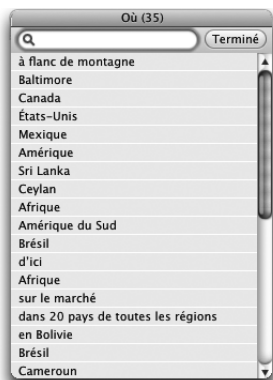 Où (35)
Terminé
à flanc de montagne
Baltimore
Canada
États-Unis
Mexique
Amérique
Sri Lanka
Ceylan
Afrique
Amérique du Sud
Brésil
d'ici
Afrique
sur le marché
dans 20 pays de toutes les régions
en Bolivie
Brésil
Cameroun